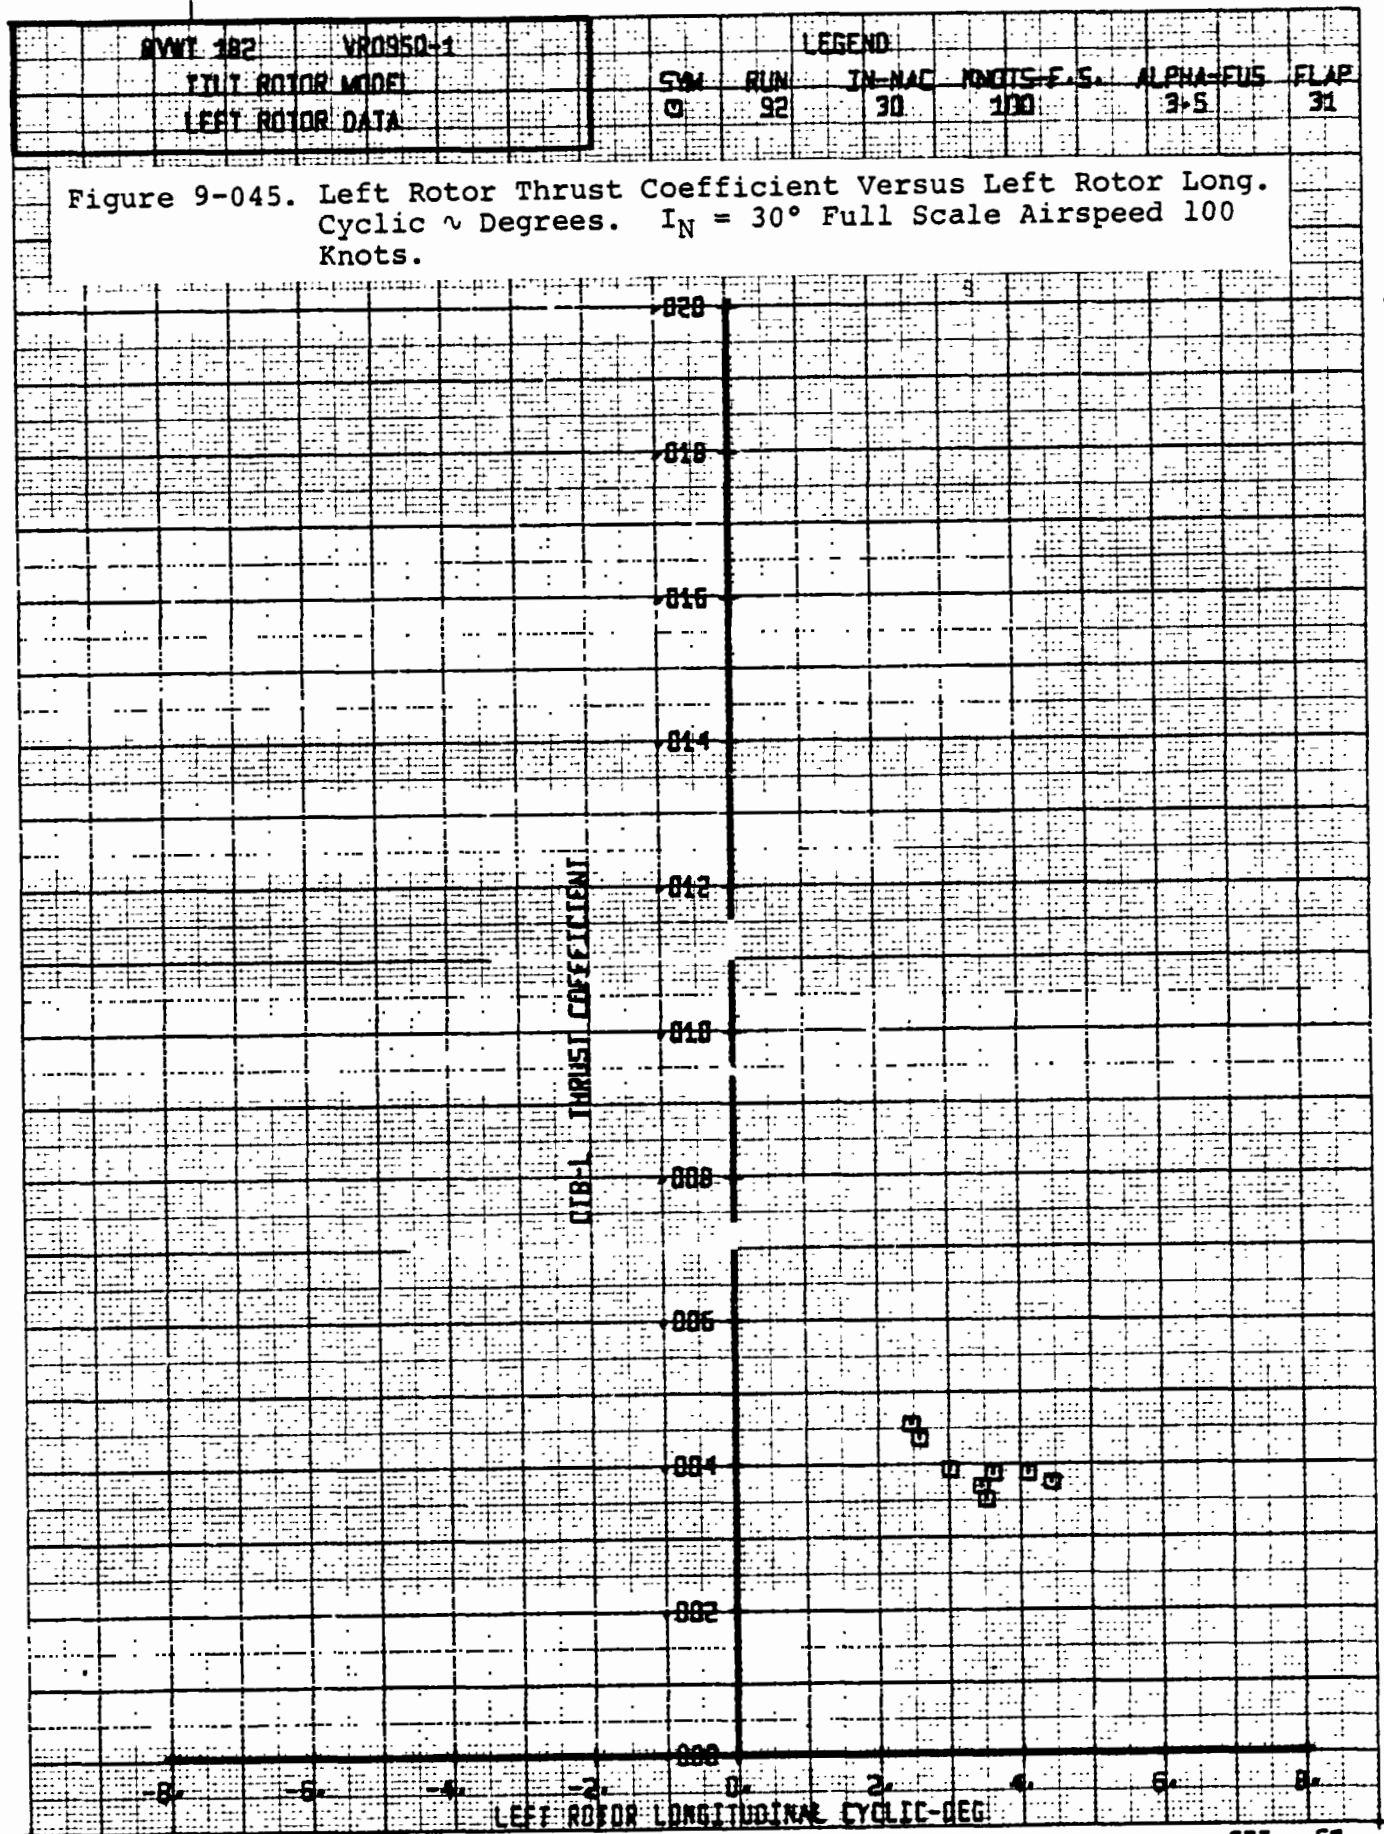 BVWT 182 VR095Q-1
TILT ROTOR MODEL
LEFT ROTOR DATA
LEGEND
SYM RUN IN-NAC KNOTS-F.S. ALPHA-FUS FLAP
92 30 100 3.5 31
Figure 9-045. Left Rotor Thrust Coefficient Versus Left Rotor Long.
Cyclic ~ Degrees. I_N = 30° Full Scale Airspeed 100
Knots.
.020
.018
.016
.014
.012
.010
.008
.006
.004
.002
.000
CTB-L THRUST COEFFICIENT
-8. -6. -4. -2. 0. 2. 4. 6. 8.
LEFT ROTOR LONGITUDINAL CYCLIC-DEG